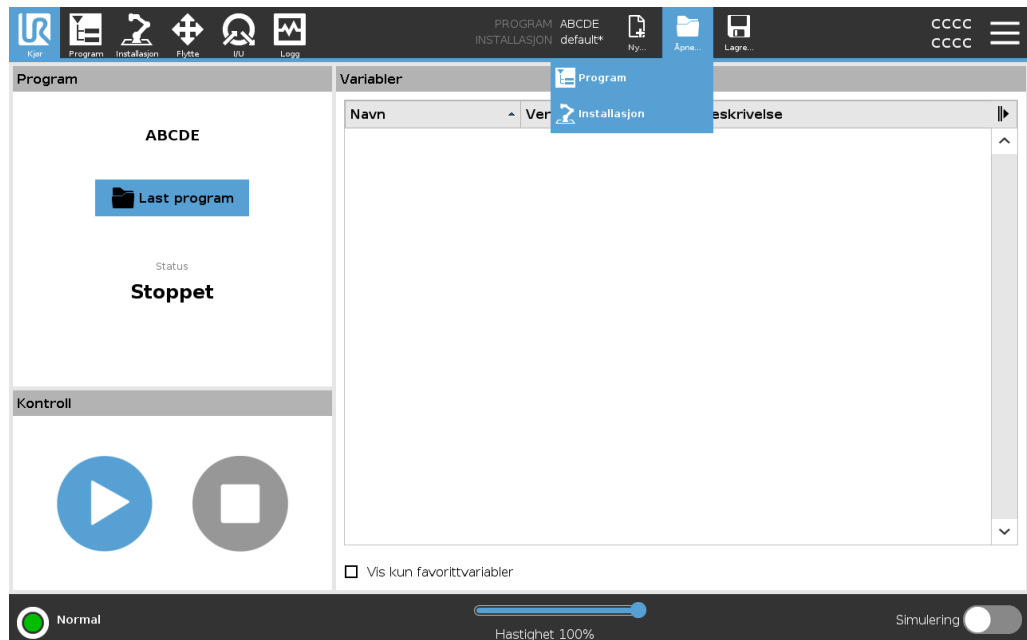 UR
Kjør
Program
Installasjon
Flytte
I/U
Logg
PROGRAM ABCDE
INSTALLASJON default*
Ny...
Åpne...
Lagre...
CCCC
CCCC
Program
Installasjon
Program
ABCDE
Last program
Status
Stoppet
Variabler
Navn
Ver
eskrivelse
Vis kun favorittvariabler
Kontroll
Normal
Hastighet 100%
Simulering